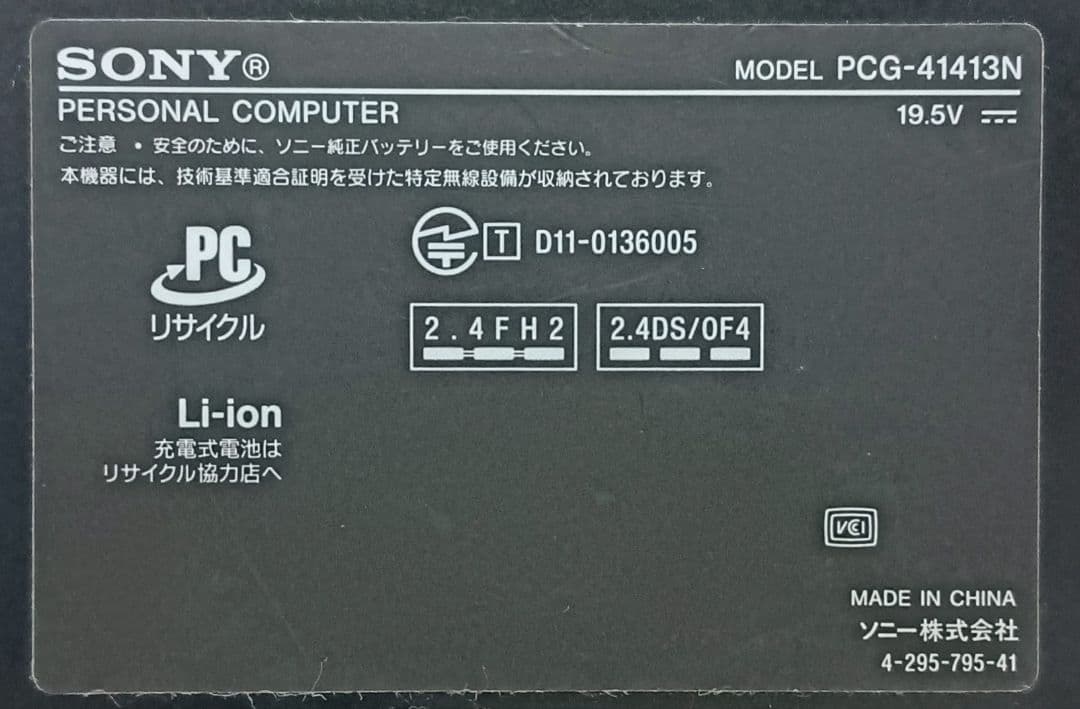 SONY®
MODEL PCG-41413N
PERSONAL COMPUTER
19.5V
ご注意 • 安全のために、ソニー純正バッテリーをご使用ください。
本機器には、技術基準適合証明を受けた特定無線設備が収納されております。
PC
リサイクル
T D11-0136005
2.4FH2
2.4DS/OF4
Li-ion
充電式電池は
リサイクル協力店へ
VCI
MADE IN CHINA
ソニー株式会社
4-295-795-41